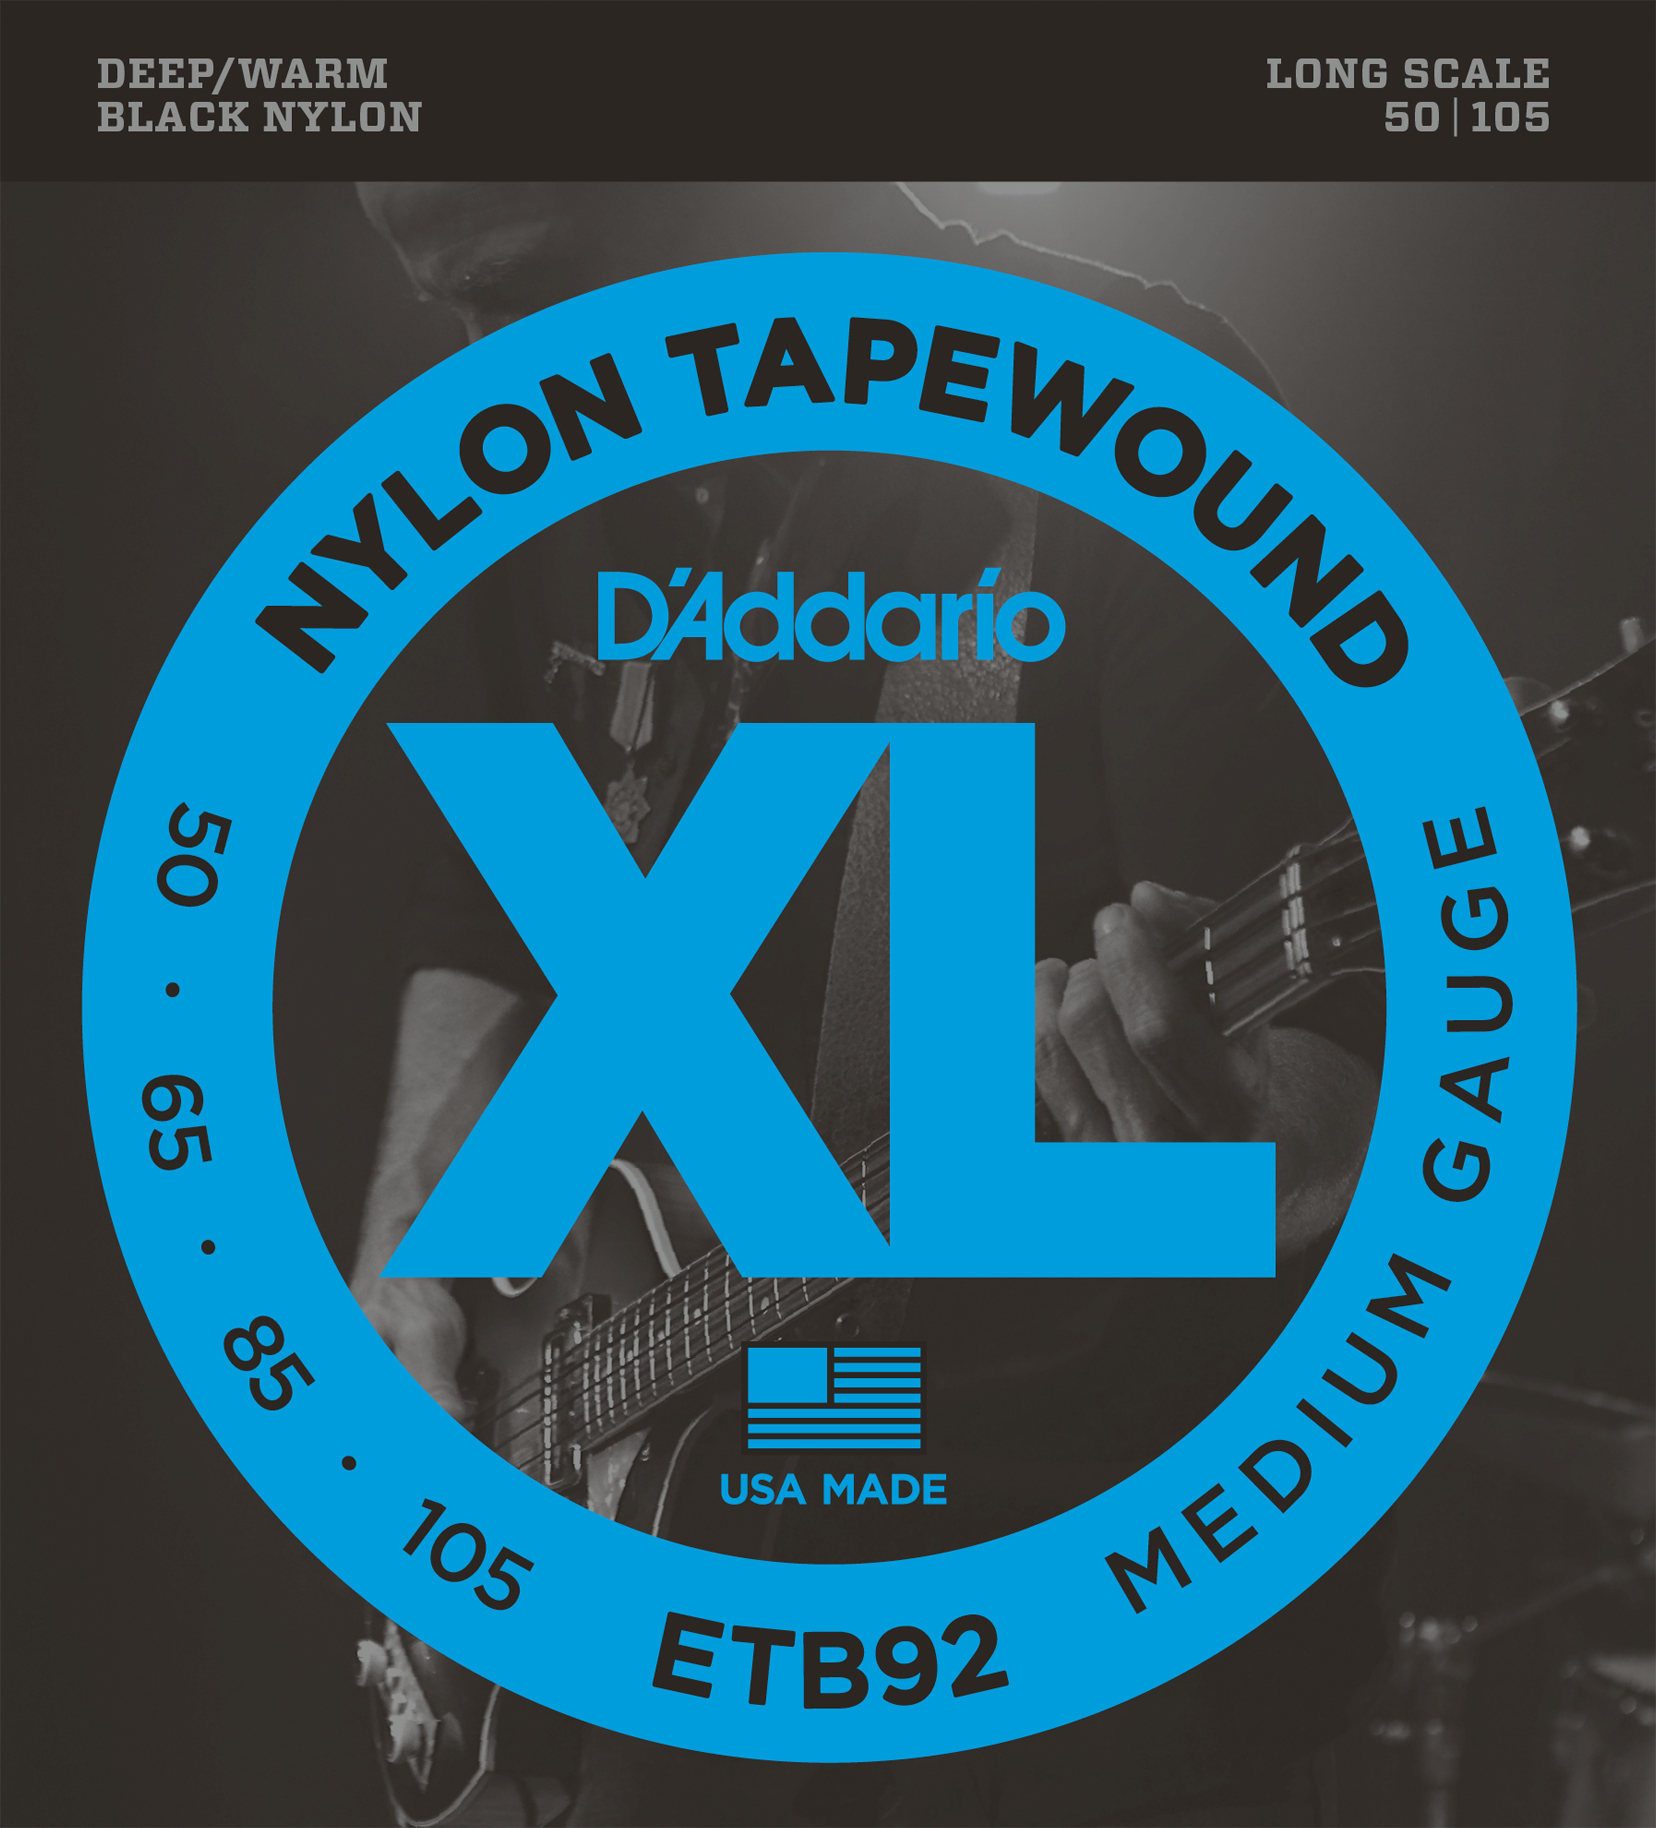 DEEP/WARM
BLACK NYLON
LONG SCALE
50|105
NYLON TAPEWOUND
D'Addario
XL
USA MADE
50 · 65 · 85 · 105
ETB92
MEDIUM GAUGE